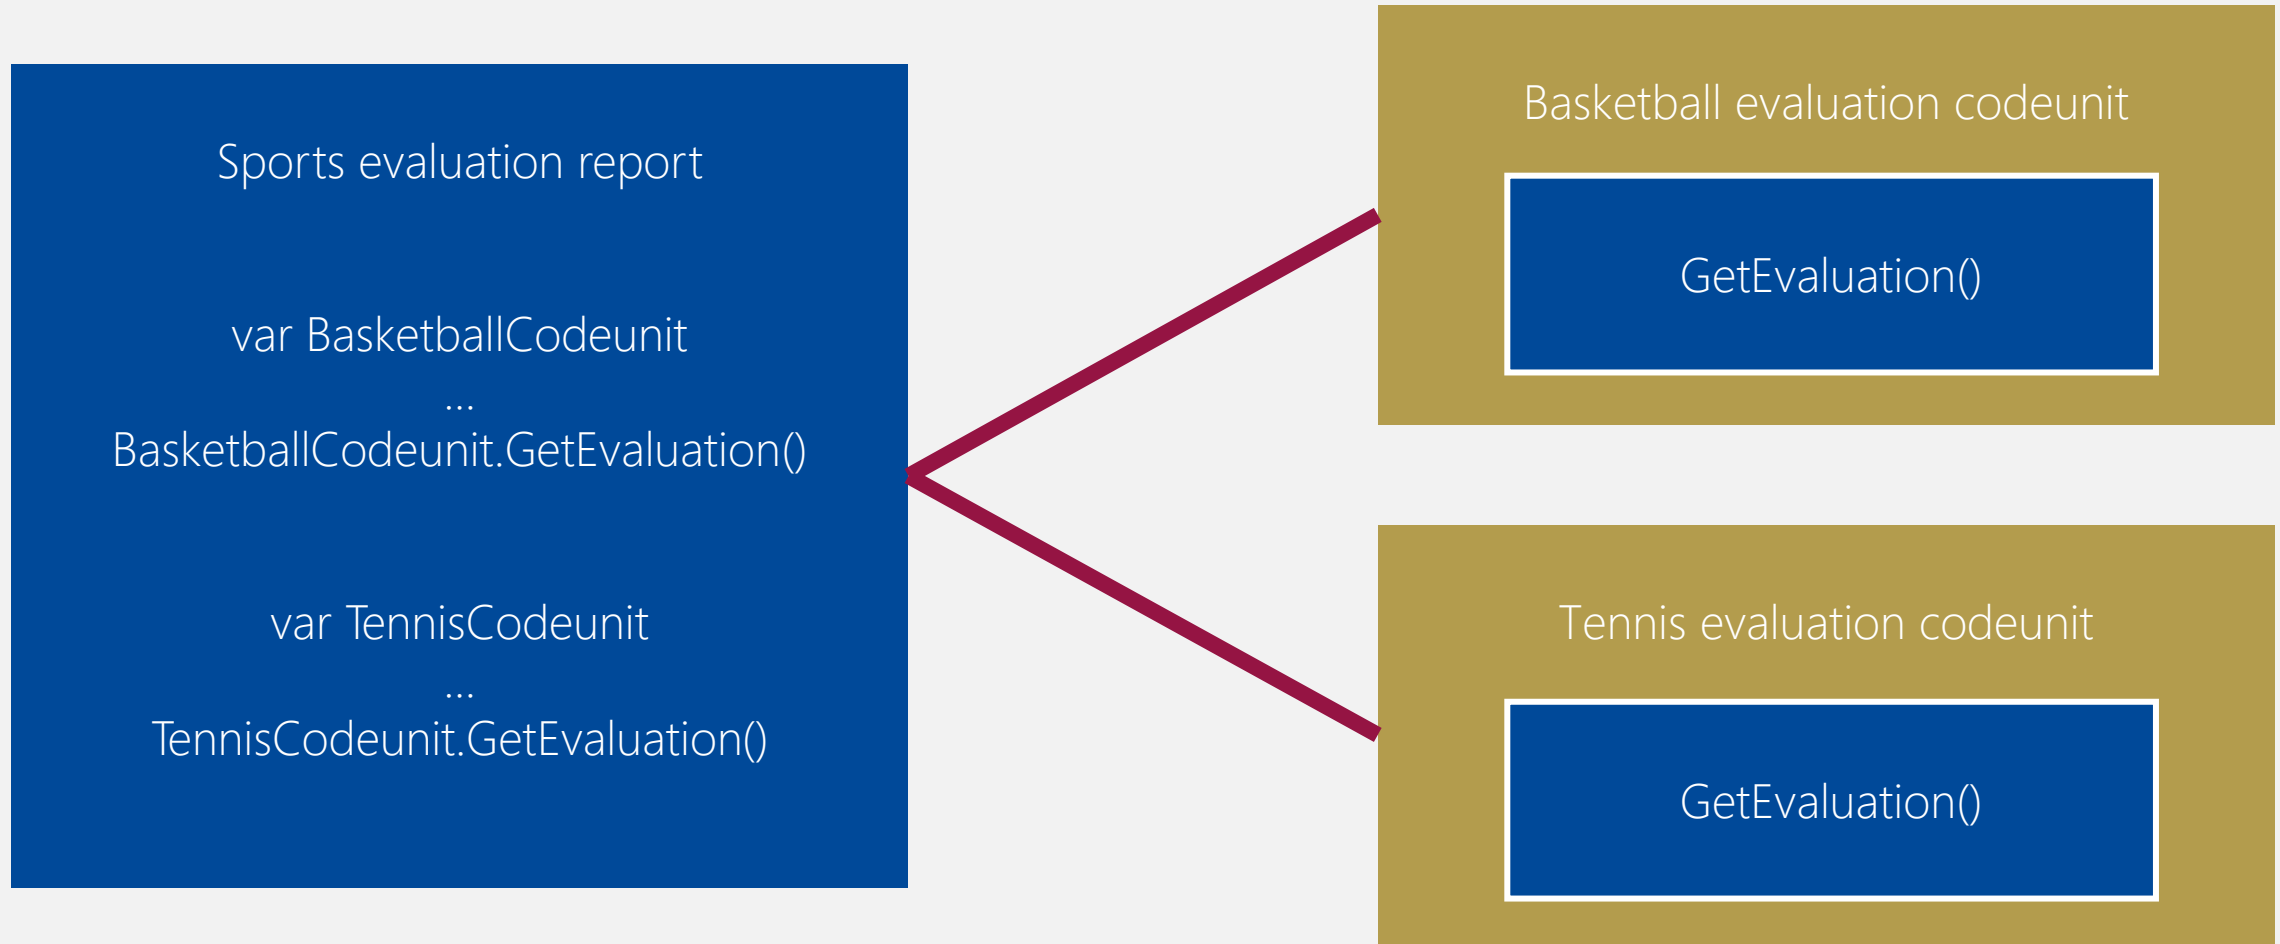 Sports evaluation report
var BasketballCodeunit
...
BasketballCodeunit.GetEvaluation()
var TennisCodeunit
...
TennisCodeunit.GetEvaluation()
Basketball evaluation codeunit
GetEvaluation()
Tennis evaluation codeunit
GetEvaluation()